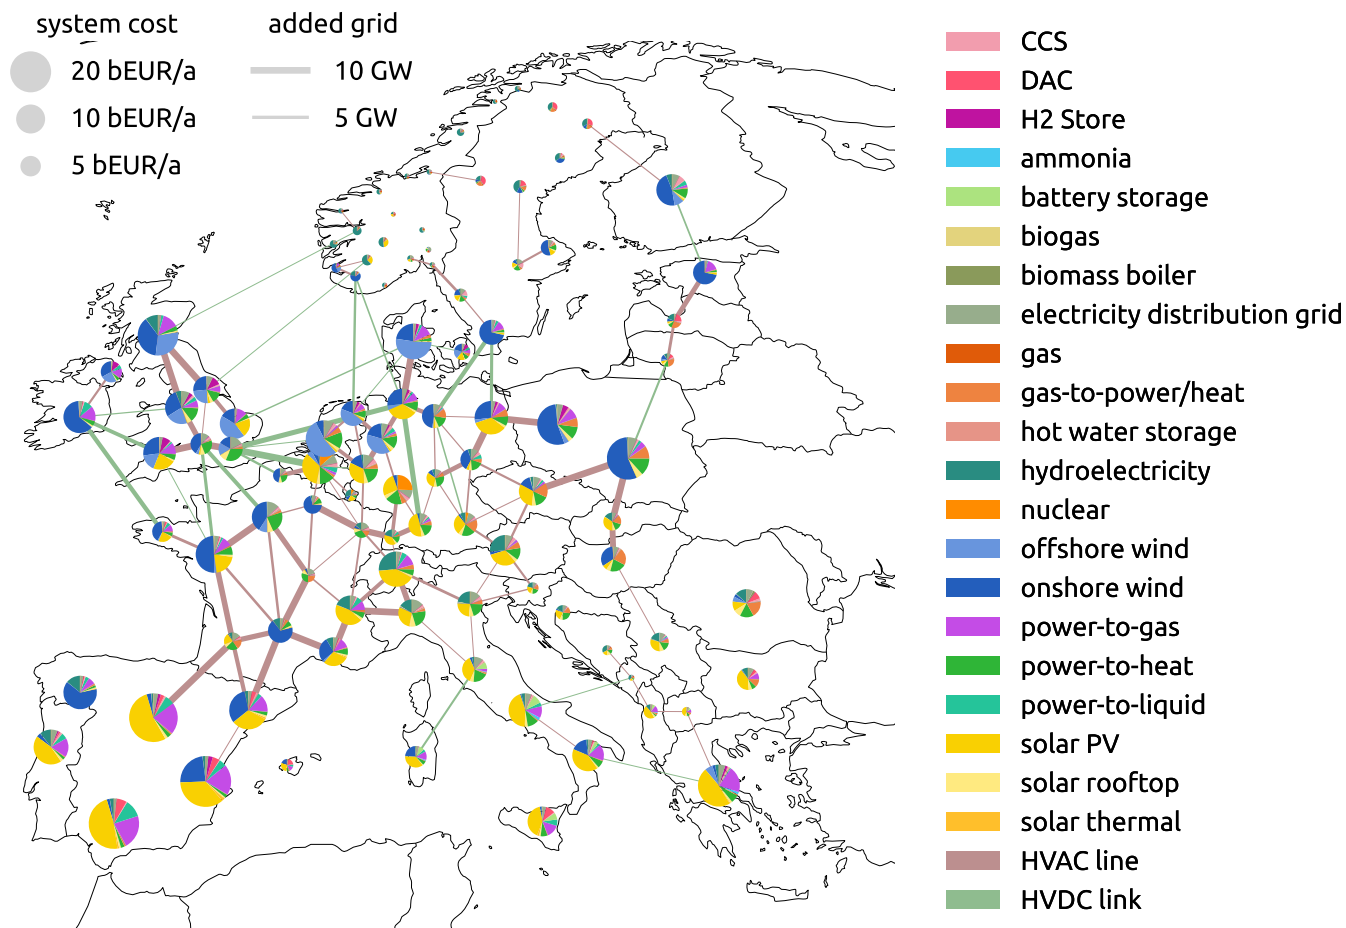 system cost
added grid
20 bEUR/a
10 GW
10 bEUR/a
5 GW
5 bEUR/a
CCS
DAC
H2 Store
ammonia
battery storage
biogas
biomass boiler
electricity distribution grid
gas
gas-to-power/heat
hot water storage
hydroelectricity
nuclear
offshore wind
onshore wind
power-to-gas
power-to-heat
power-to-liquid
solar PV
solar rooftop
solar thermal
HVAC line
HVDC link